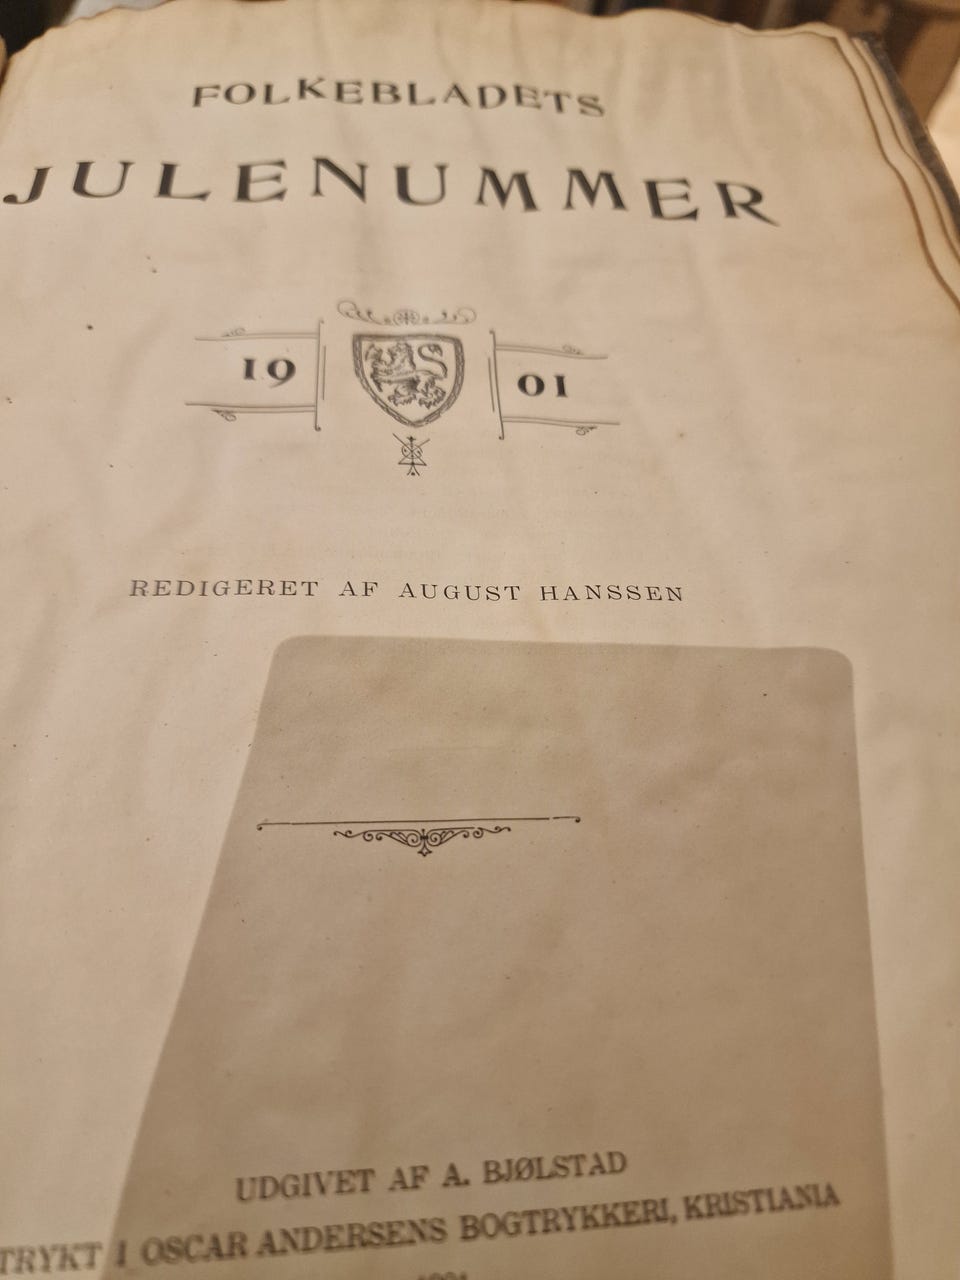 FOLKEBLADETS
JULENUMMER
19 01
REDIGERET AF AUGUST HANSSEN
UDGIVET AF A. BJØLSTAD
TRYKT I OSCAR ANDERSENS BOGTRYKKERI, KRISTIANIA